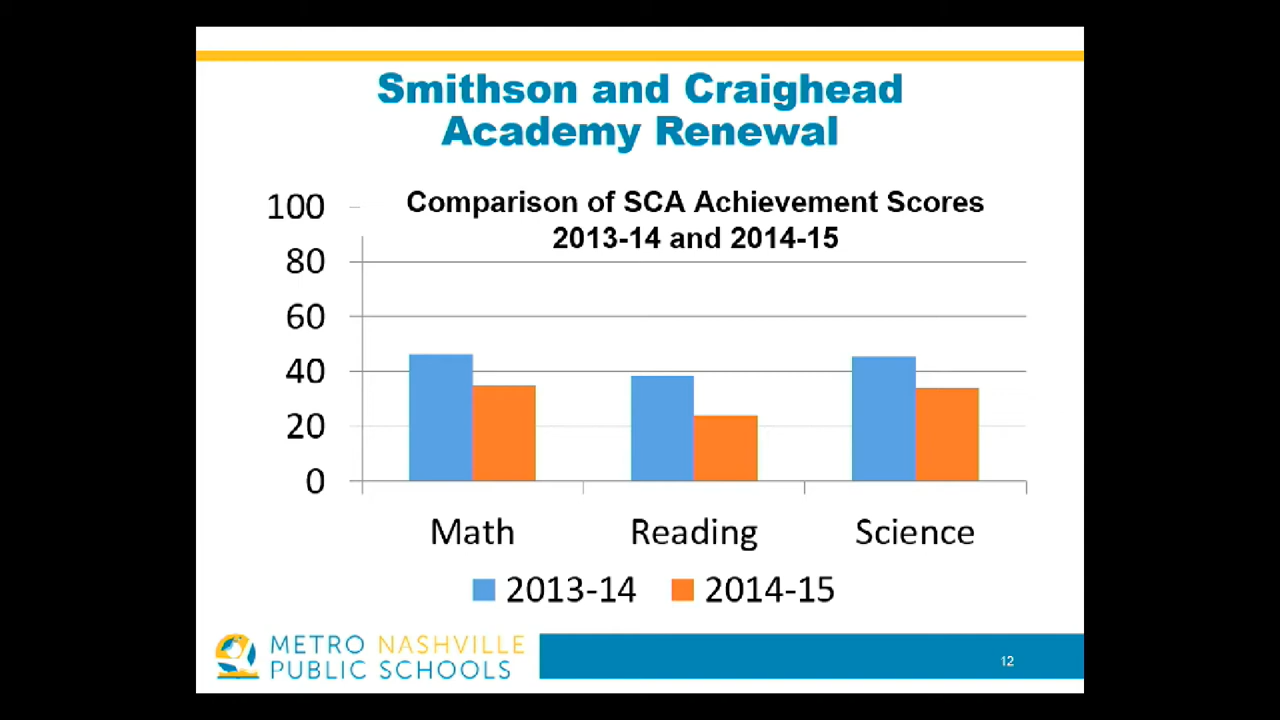 Smithson and Craighead
Academy Renewal
Comparison of SCA Achievement Scores
2013-14 and 2014-15
100
80
60
40
20
0
Math Reading Science
2013-14 2014-15
METRO NASHVILLE
PUBLIC SCHOOLS
12